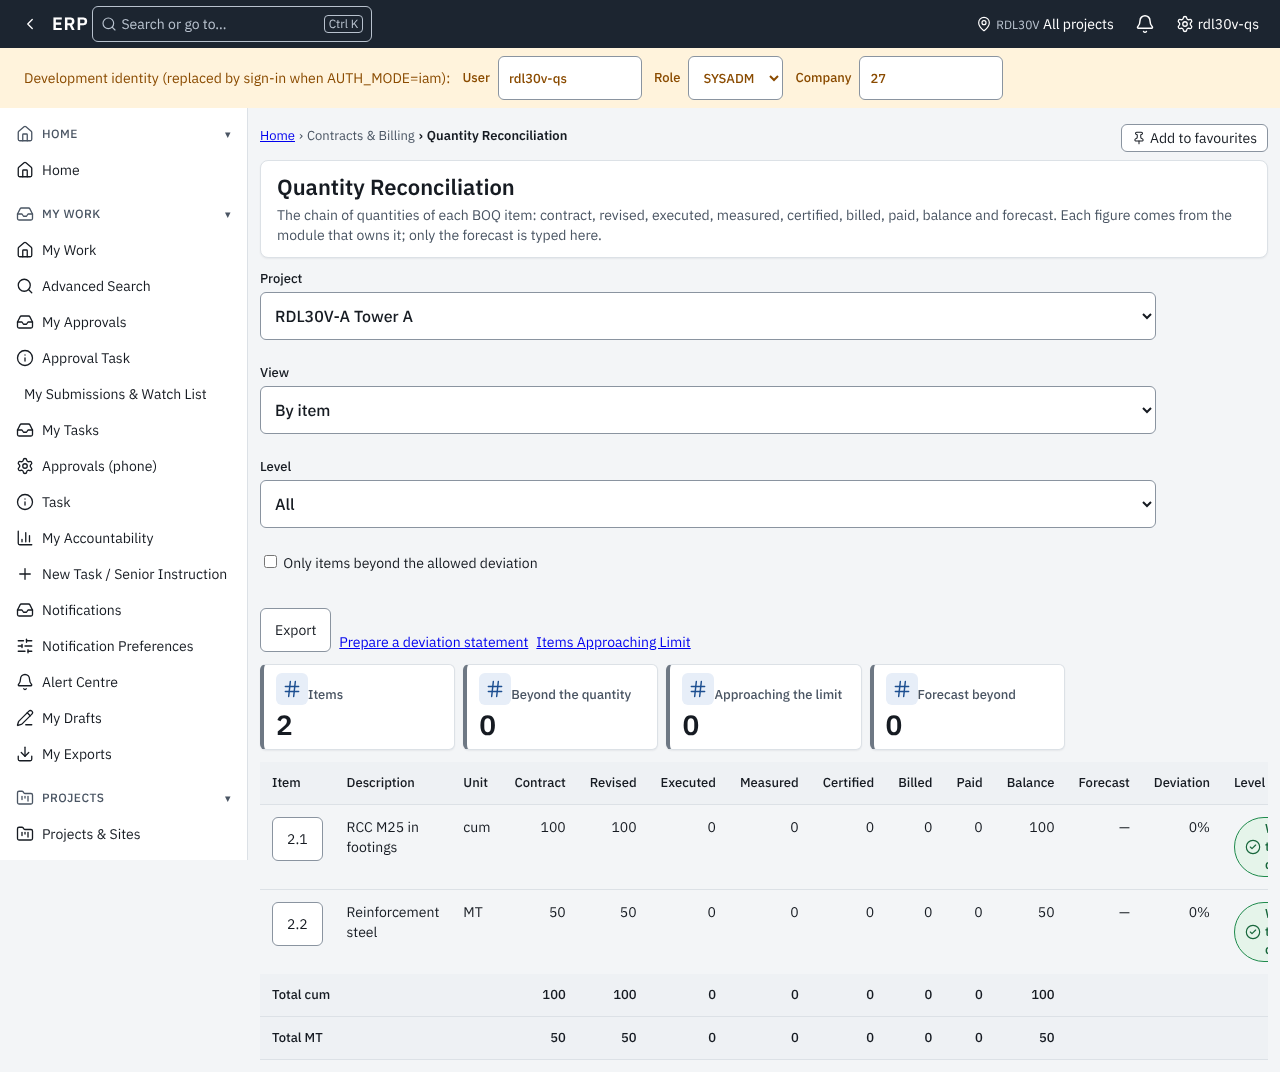 ERP
Search or go to...
Ctrl K
RDL30V All projects
rdl30v-qs
Development identity (replaced by sign-in when AUTH_MODE=iam):
User
rdl30v-qs
Role
SYSADM
Company
27
HOME
Home
MY WORK
My Work
Advanced Search
My Approvals
Approval Task
My Submissions & Watch List
My Tasks
Approvals (phone)
Task
My Accountability
New Task / Senior Instruction
Notifications
Notification Preferences
Alert Centre
My Drafts
My Exports
PROJECTS
Projects & Sites
Home › Contracts & Billing › Quantity Reconciliation
Add to favourites
Quantity Reconciliation
The chain of quantities of each BOQ item: contract, revised, executed, measured, certified, billed, paid, balance and forecast. Each figure comes from the
module that owns it; only the forecast is typed here.
Project
RDL30V-A Tower A
View
By item
Level
All
Only items beyond the allowed deviation
Export
Prepare a deviation statement
Items Approaching Limit
# Items
2
# Beyond the quantity
0
# Approaching the limit
0
# Forecast beyond
0
Item Description Unit Contract Revised Executed Measured Certified Billed Paid Balance Forecast Deviation Level
2.1 RCC M25 in footings cum 100 100 0 0 0 0 0 100 — 0%
2.2 Reinforcement steel MT 50 50 0 0 0 0 0 50 — 0%
Total cum 100 100 0 0 0 0 0 100
Total MT 50 50 0 0 0 0 0 50